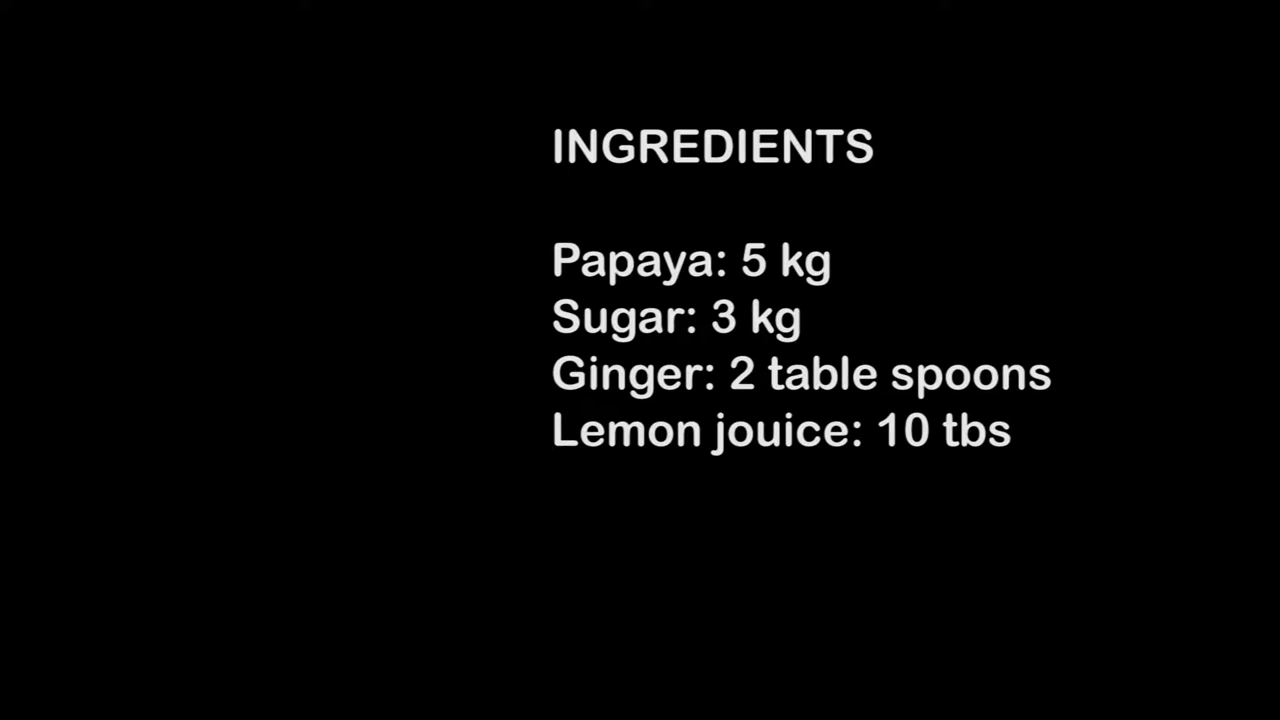 INGREDIENTS
Papaya: 5 kg
Sugar: 3 kg
Ginger: 2 table spoons
Lemon jouice: 10 tbs